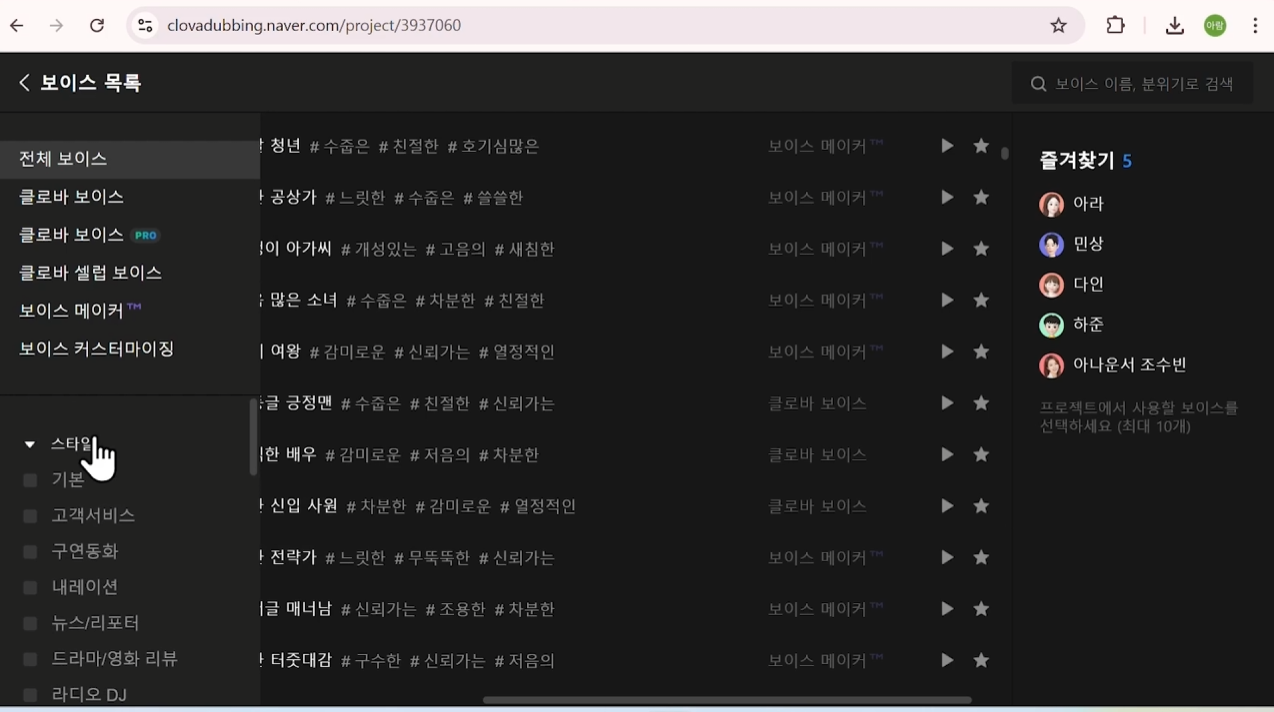 clovadubbing.naver.com/project/3937060
아람
보이스 목록
보이스 이름, 분위기로 검색
전체 보이스
클로바 보이스
클로바 보이스 PRO
클로바 셀럽 보이스
보이스 메이커™
보이스 커스터마이징
스타일
기본
고객서비스
구연동화
내레이션
뉴스/리포터
드라마/영화 리뷰
라디오 DJ
청년 # 수줍은 # 친절한 # 호기심많은 보이스 메이커™
공상가 # 느릿한 # 수줍은 # 쓸쓸한 보이스 메이커™
아가씨 # 개성있는 # 고음의 # 새침한 보이스 메이커™
많은 소녀 # 수줍은 # 차분한 # 친절한 보이스 메이커™
여왕 # 감미로운 # 신뢰가는 # 열정적인 보이스 메이커™
긍정맨 # 수줍은 # 친절한 # 신뢰가는 클로바 보이스
배우 # 감미로운 # 저음의 # 차분한 클로바 보이스
신입 사원 # 차분한 # 감미로운 # 열정적인 클로바 보이스
전략가 # 느릿한 # 무뚝뚝한 # 신뢰가는 보이스 메이커™
매너남 # 신뢰가는 # 조용한 # 차분한 보이스 메이커™
터줏대감 # 구수한 # 신뢰가는 # 저음의 보이스 메이커™
즐겨찾기 5
아라
민상
다인
하준
아나운서 조수빈
프로젝트에서 사용할 보이스를
선택하세요 (최대 10개)